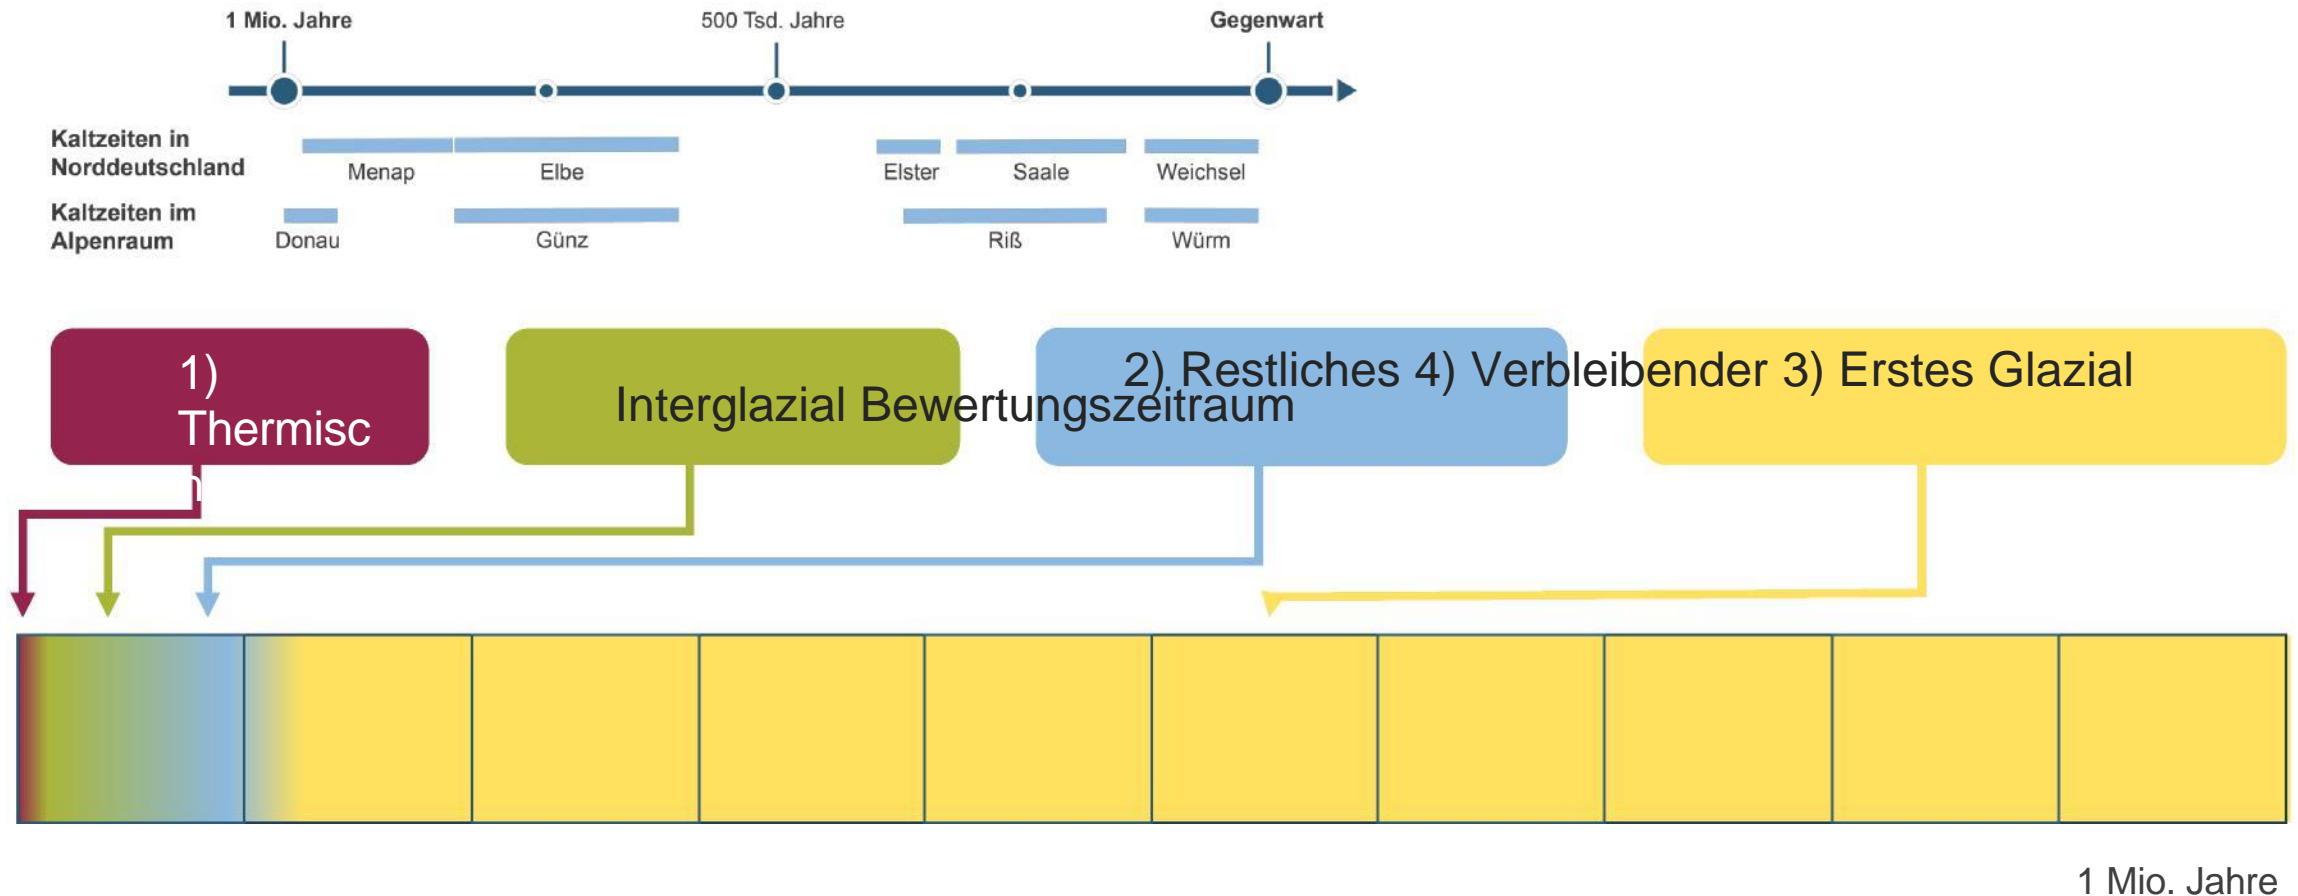 1 Mio. Jahre
500 Tsd. Jahre
Gegenwart
Kaltzeiten in
Norddeutschland
Menap
Elbe
Elster
Saale
Weichsel
Kaltzeiten im
Alpenraum
Donau
Günz
Riß
Würm
1)
Thermisc
h
2) Restliches 4) Verbleibender 3) Erstes Glazial
Interglazial Bewertungszeitraum
1 Mio. Jahre